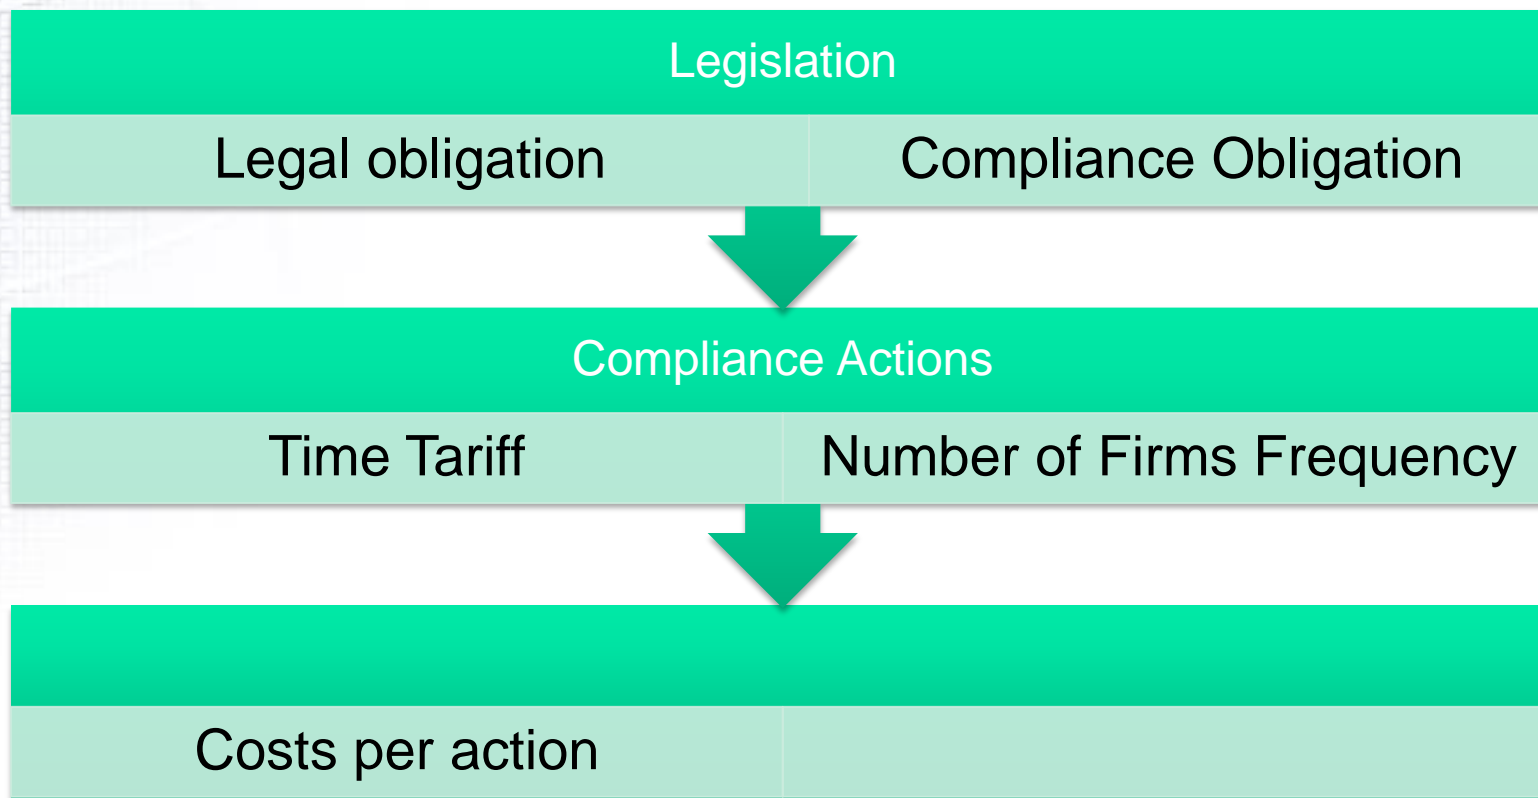 Legislation
Legal obligation
Compliance Obligation
Compliance Actions
Time Tariff
Number of Firms Frequency
Costs per action